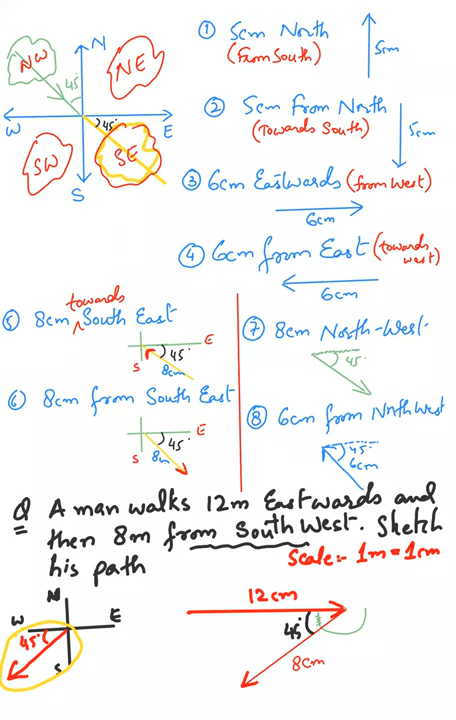 N
NW
45°
NE
W
45°
E
SW
SE
S
① 5cm North
(From South)
5cm
② 5cm from North
(Towards South)
5cm
③ 6cm Eastwards (from West)
6cm
④ 6cm from East (towards
west)
6cm
towards
⑤ 8cm ^ South East
E
45°
S
8cm
⑥ 8cm from South East
E
45°
S
8m
⑦ 8cm North-West.
45°
⑧ 6cm from North West
45°
6cm
Q A man walks 12m Eastwards and
then 8m from South West. Sketch
his path
Scale:- 1m = 1cm
N
W
E
45°
S
12cm
45°
8cm